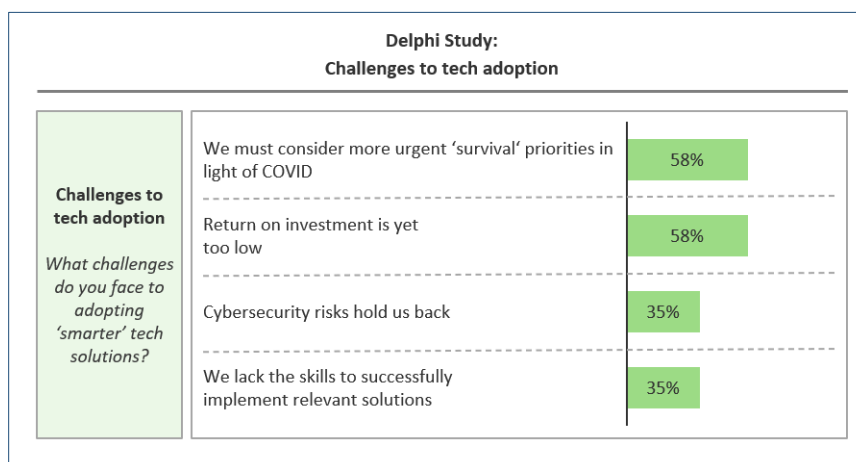 Delphi Study:
Challenges to tech adoption
Challenges to
tech adoption
What challenges
do you face to
adopting
‘smarter’ tech
solutions?
We must consider more urgent ‘survival‘ priorities in
light of COVID
58%
Return on investment is yet
too low
58%
Cybersecurity risks hold us back
35%
We lack the skills to successfully
implement relevant solutions
35%